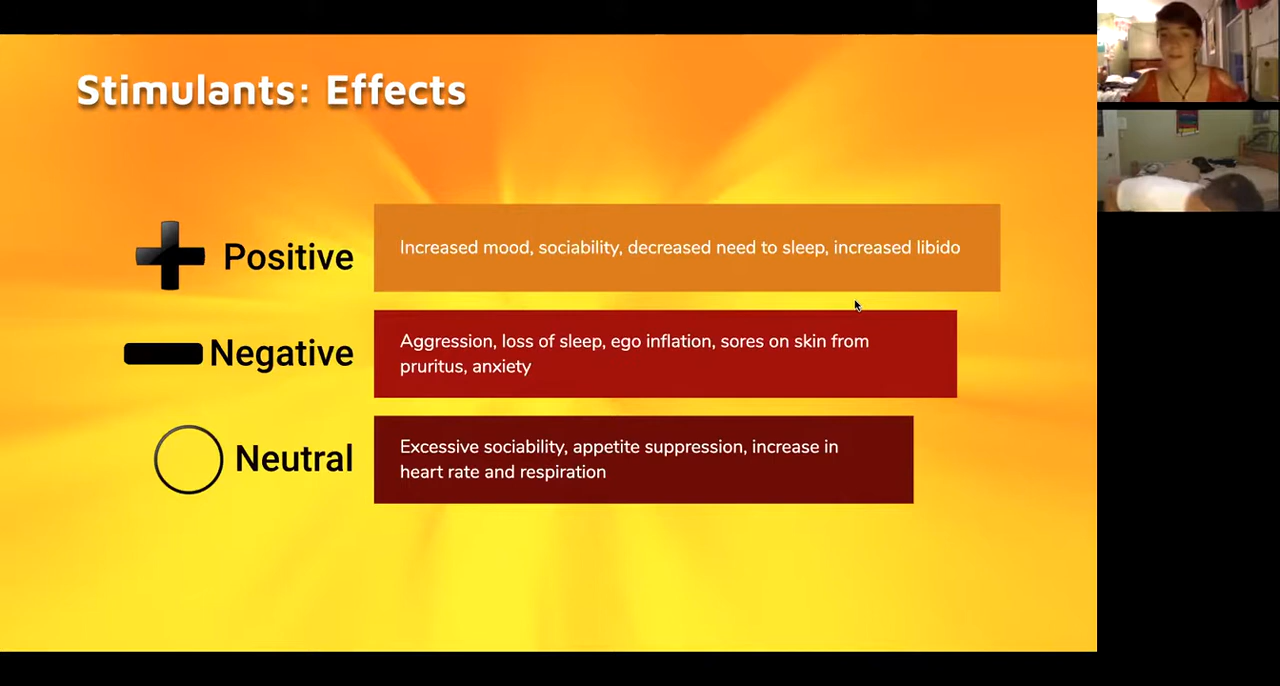 Stimulants: Effects
Positive
Increased mood, sociability, decreased need to sleep, increased libido
Negative
Aggression, loss of sleep, ego inflation, sores on skin from
pruritus, anxiety
Neutral
Excessive sociability, appetite suppression, increase in
heart rate and respiration